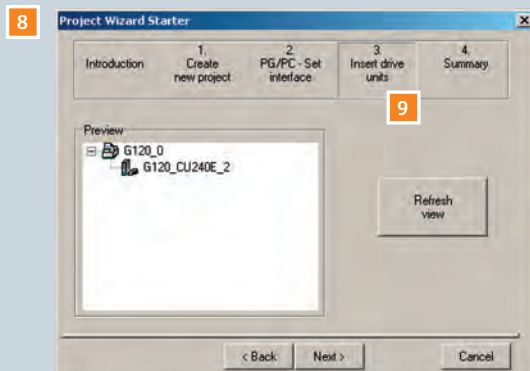 8
Project Wizard Starter
Introduction
1.
Create
new project
2.
PG/PC - Set
interface
3.
Insert drive
units
4.
Summary
9
Preview
G120_0
G120_CU240E_2
Refresh
view
< Back
Next >
Cancel